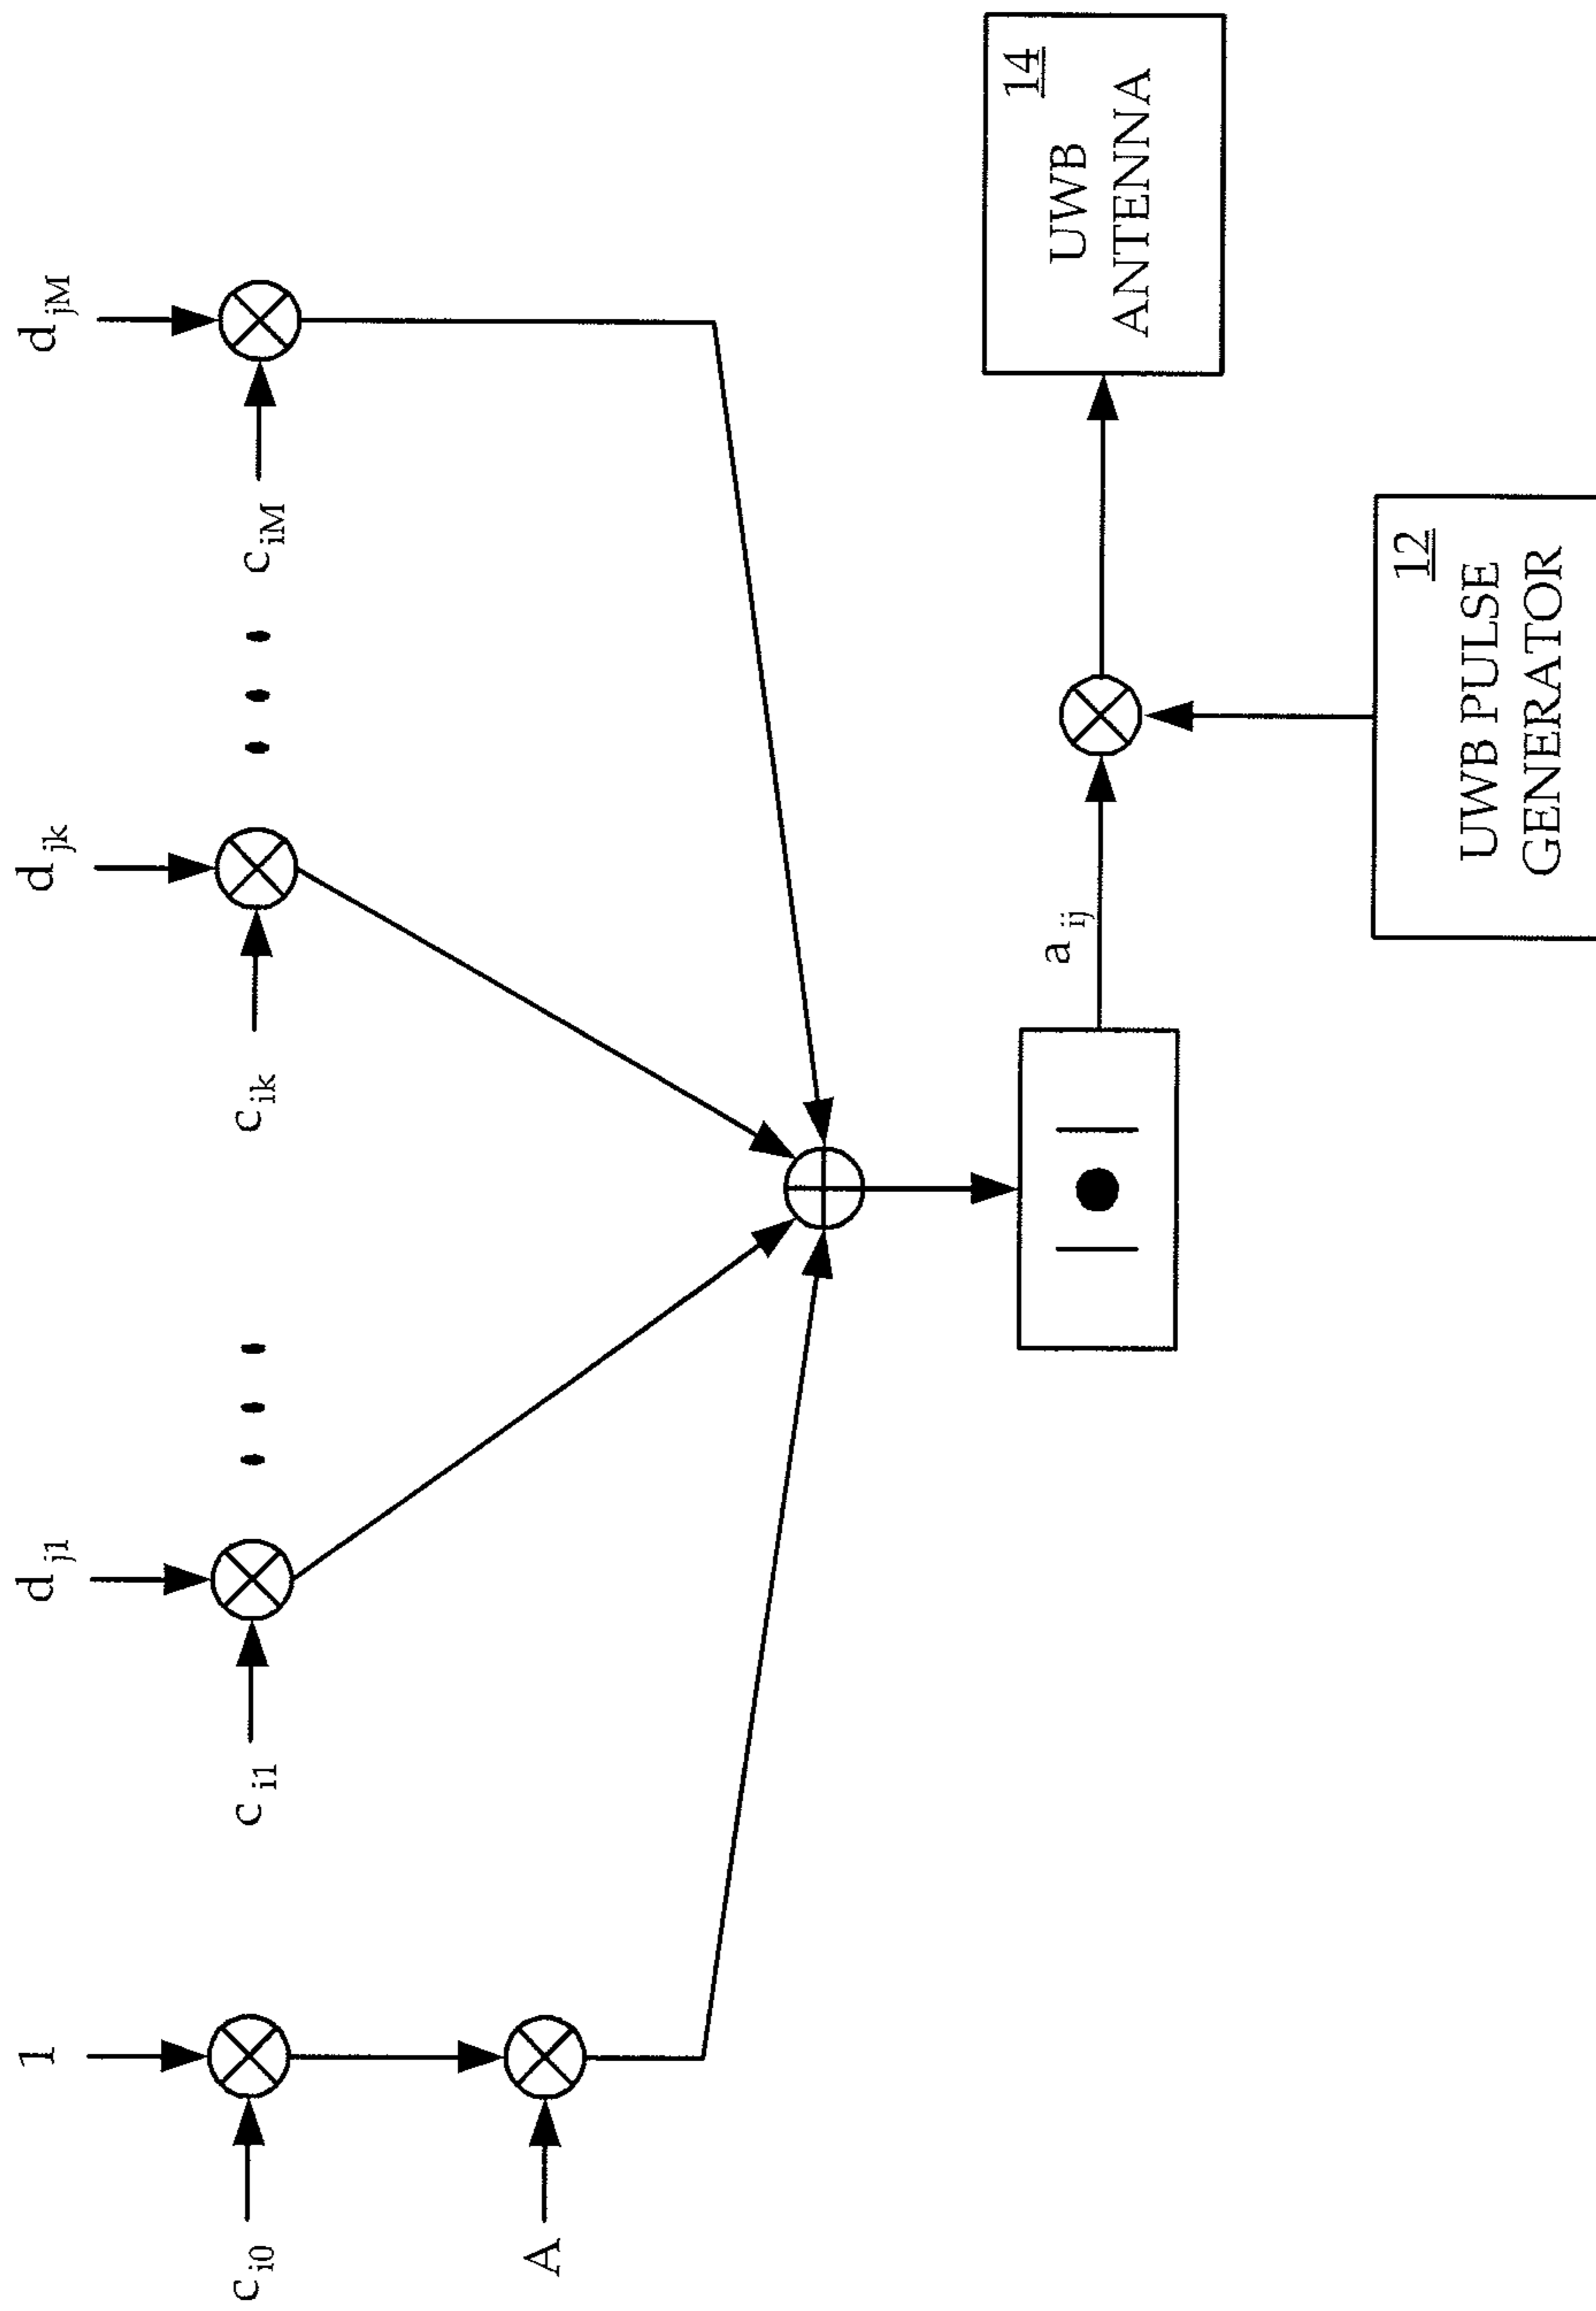 1
d_j1
d_jk
d_jM
c_i0
c_i1
c_ik
c_iM
A
a_ij
14
UWB
ANTENNA
12
UWB PULSE
GENERATOR